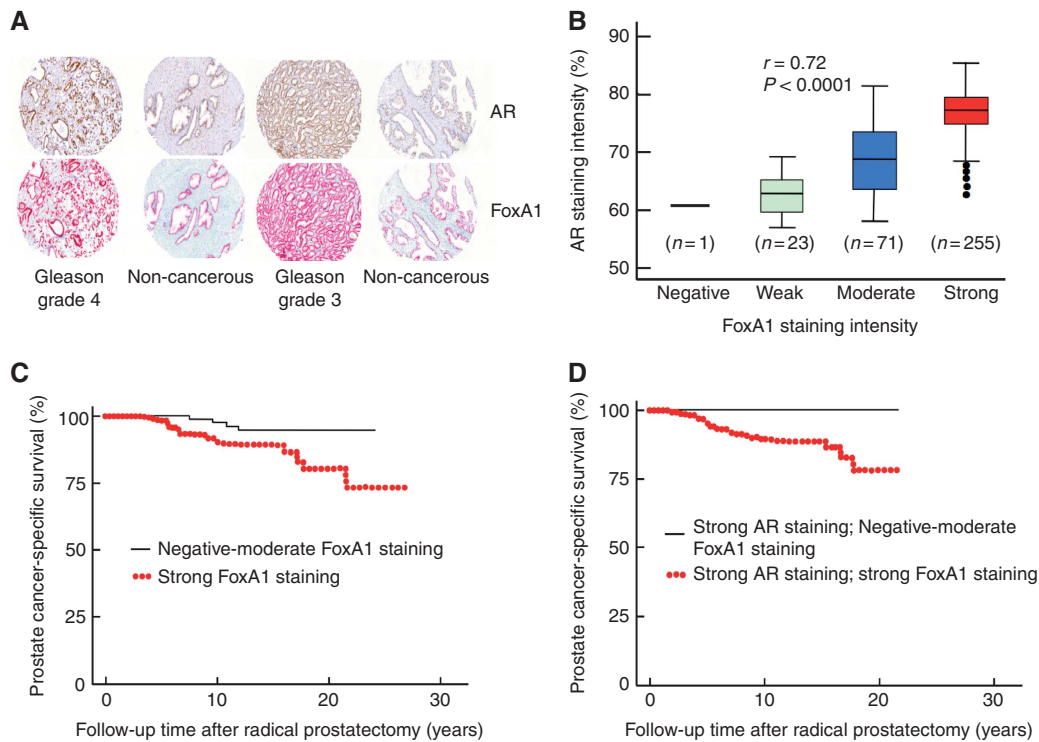 A
AR
FoxA1
Gleason grade 4
Non-cancerous
Gleason grade 3
Non-cancerous
B
AR staining intensity (%)
90
80
70
60
50
r = 0.72
P < 0.0001
(n = 1)
(n = 23)
(n = 71)
(n = 255)
Negative
Weak
Moderate
Strong
FoxA1 staining intensity
C
Prostate cancer-specific survival (%)
100
75
50
25
0
Negative-moderate FoxA1 staining
Strong FoxA1 staining
0
10
20
30
Follow-up time after radical prostatectomy (years)
D
Prostate cancer-specific survival (%)
100
75
50
25
0
Strong AR staining; Negative-moderate
FoxA1 staining
Strong AR staining; strong FoxA1 staining
0
10
20
30
Follow-up time after radical prostatectomy (years)